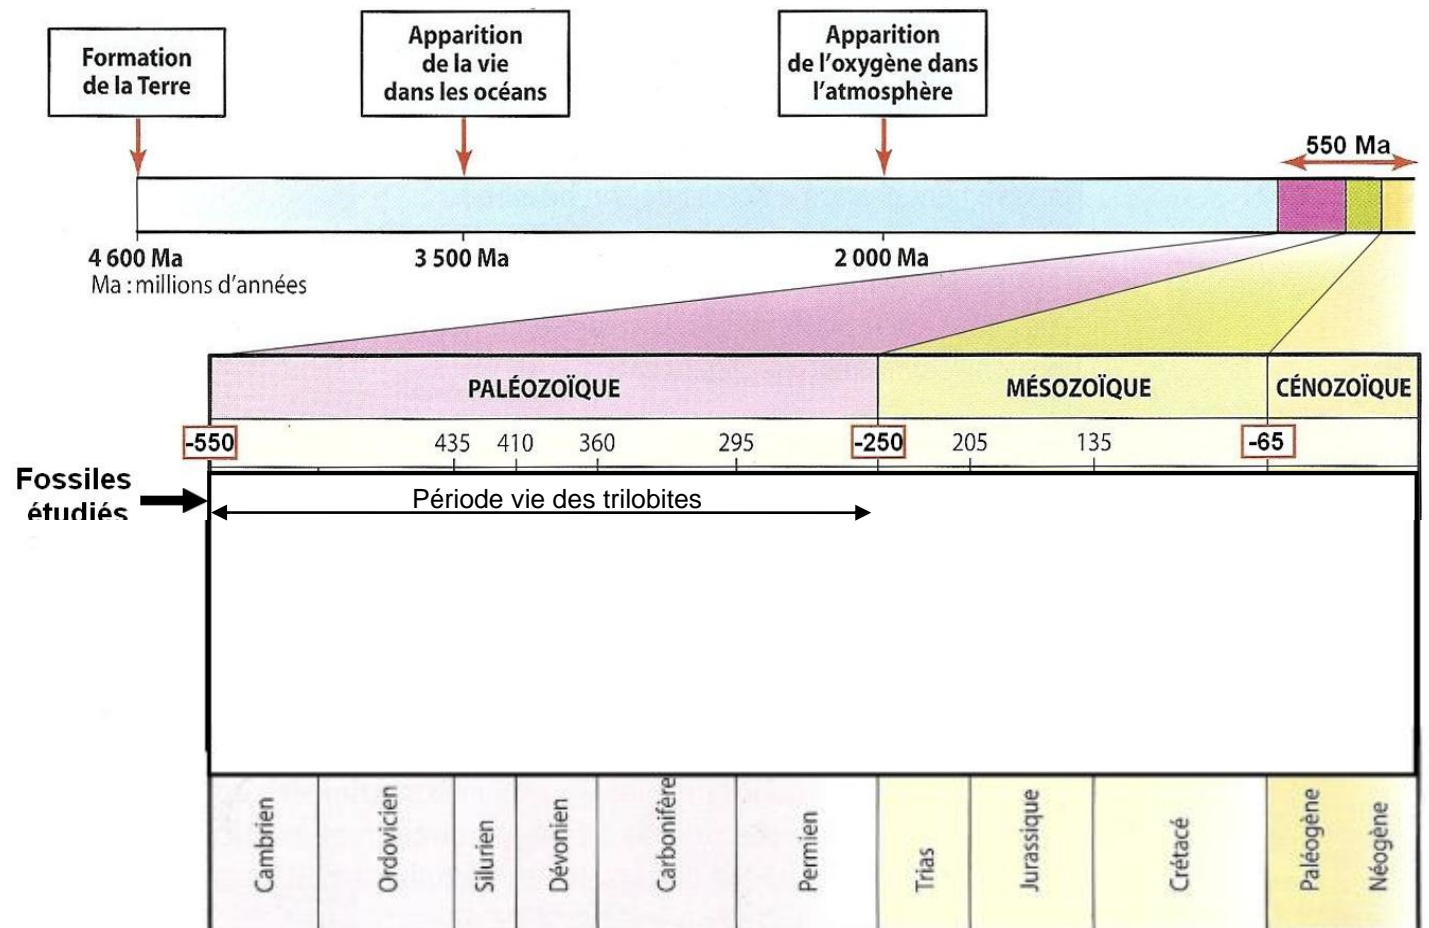 Formation
de la Terre
Apparition
de la vie
dans les océans
Apparition
de l'oxygène dans
l'atmosphère
550 Ma
4 600 Ma
3 500 Ma
2 000 Ma
Ma : millions d'années
PALÉOZOÏQUE
MÉSOZOÏQUE
CÉNOZOÏQUE
-550
435
410
360
295
-250
205
135
-65
Fossiles
étudiés
Période vie des trilobites
Cambrien
Ordovicien
Silurien
Dévonien
Carbonifère
Permien
Trias
Jurassique
Crétacé
Paléogène
Néogène